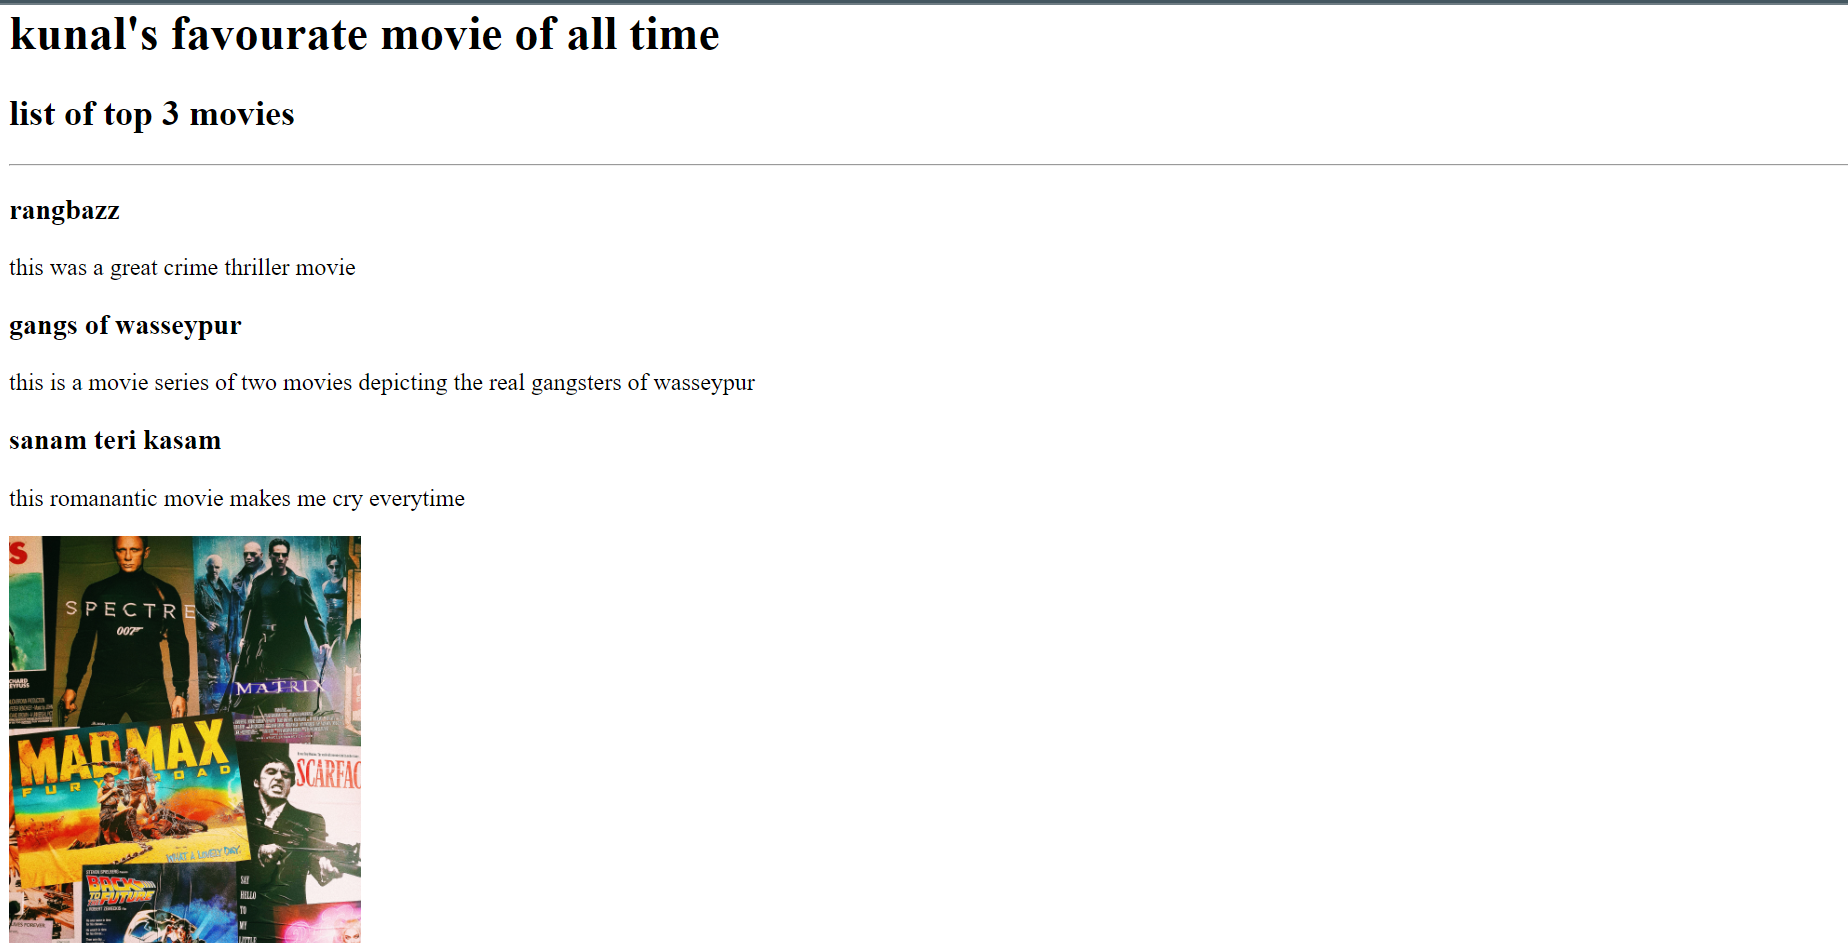 kunal's favourate movie of all time
list of top 3 movies
rangbazz
this was a great crime thriller movie
gangs of wasseypur
this is a movie series of two movies depicting the real gangsters of wasseypur
sanam teri kasam
this romanantic movie makes me cry everytime
S
SPECTRE
007
MATRIX
MAD MAX
FURY ROAD
WHAT A LOVELY DAY.
SCARFAC
BACK
TO THE
FUTURE
SAY
HELLO
TO
MY
LITTLE